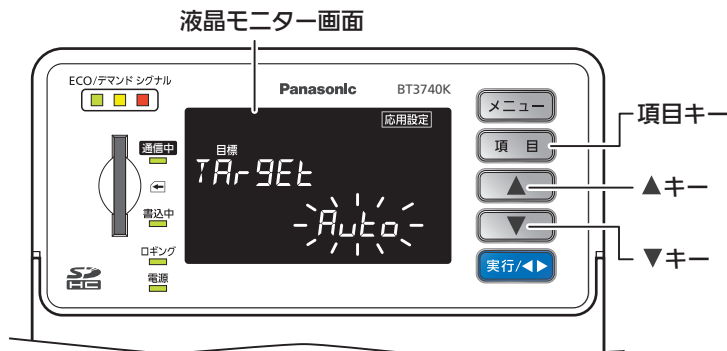 液晶モニター画面
ECO/デマンド シグナル
Panasonic BT3740K
応用設定
目標
TArgEt
Auto
通信中
書込中
ロギング
電源
SD
HC
メニュー
項 目
▲
▼
実行/◀▶
項目キー
▲キー
▼キー